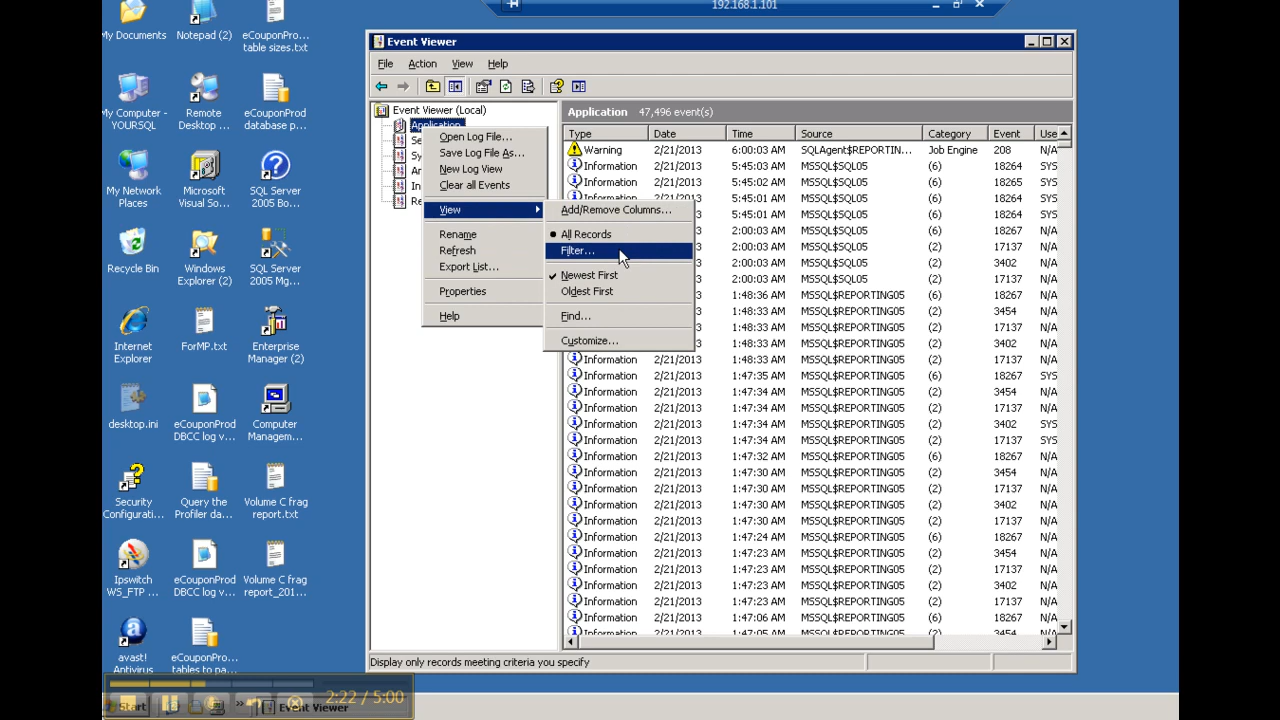 192.168.1.101
My Documents
Notepad (2)
eCouponPro...
table sizes.txt
My Computer -
YOURSQL
Remote
Desktop ...
eCouponProd
database p...
My Network
Places
Microsoft
Visual So...
SQL Server
2005 Bo...
Recycle Bin
Windows
Explorer (2)
SQL Server
2005 Mg...
Internet
Explorer
ForMP.txt
Enterprise
Manager (2)
desktop.ini
eCouponProd
DBCC log v...
Computer
Managem...
Security
Configurati...
Query the
Profiler da...
Volume C frag
report.txt
Ipswitch
WS_FTP ...
eCouponProd
DBCC log v...
Volume C frag
report_201...
avast!
Antivirus
eCouponPro...
tables to pa...
Event Viewer
File Action View Help
Event Viewer (Local)
Application
Se
Sy
In
Re
Open Log File...
Save Log File As...
New Log View
Clear all Events
View
Rename
Refresh
Export List...
Properties
Help
Add/Remove Columns...
All Records
Filter...
Newest First
Oldest First
Find...
Customize...
Application 47,496 event(s)
Type Date Time Source Category Event Use
Warning 2/21/2013 6:00:03 AM SQLAgent$REPORTIN... Job Engine 208 N/A
Information 2/21/2013 5:45:03 AM MSSQL$SQL05 (6) 18264 SYS
Information 2/21/2013 5:45:02 AM MSSQL$SQL05 (6) 18265 SYS
5:45:01 AM MSSQL$SQL05 (6) 18264 SYS
5:45:01 AM MSSQL$SQL05 (6) 18265 SYS
2:00:03 AM MSSQL$SQL05 (6) 18268 SYS
2:00:03 AM MSSQL$SQL05 (2) 3402 SYS
2:00:03 AM MSSQL$SQL05 (2) 17137 SYS
1:48:36 AM MSSQL$REPORTING05 (6) 18267 SYS
1:48:33 AM MSSQL$REPORTING05 (2) 3454 N/A
1:48:33 AM MSSQL$REPORTING05 (2) 17137 N/A
1:48:33 AM MSSQL$REPORTING05 (2) 3402 N/A
Information 2/21/2013 1:48:33 AM MSSQL$REPORTING05 (2) 17137 N/A
Information 2/21/2013 1:47:35 AM MSSQL$REPORTING05 (6) 18267 SYS
Information 2/21/2013 1:47:34 AM MSSQL$REPORTING05 (2) 3454 SYS
Information 2/21/2013 1:47:34 AM MSSQL$REPORTING05 (2) 17137 N/A
Information 2/21/2013 1:47:34 AM MSSQL$REPORTING05 (2) 3402 SYS
Information 2/21/2013 1:47:34 AM MSSQL$REPORTING05 (2) 17137 SYS
Information 2/21/2013 1:47:32 AM MSSQL$REPORTING05 (6) 18267 SYS
Information 2/21/2013 1:47:30 AM MSSQL$REPORTING05 (2) 3454 N/A
Information 2/21/2013 1:47:30 AM MSSQL$REPORTING05 (2) 17137 N/A
Information 2/21/2013 1:47:30 AM MSSQL$REPORTING05 (2) 3402 N/A
Information 2/21/2013 1:47:30 AM MSSQL$REPORTING05 (2) 17137 N/A
Information 2/21/2013 1:47:24 AM MSSQL$REPORTING05 (6) 18267 SYS
Information 2/21/2013 1:47:23 AM MSSQL$REPORTING05 (2) 3454 N/A
Information 2/21/2013 1:47:23 AM MSSQL$REPORTING05 (2) 17137 N/A
Information 2/21/2013 1:47:23 AM MSSQL$REPORTING05 (2) 3402 N/A
Information 2/21/2013 1:47:23 AM MSSQL$REPORTING05 (2) 17137 N/A
Information 2/21/2013 1:47:06 AM MSSQL$REPORTING05 (6) 18267 SYS
Information 2/21/2013 1:47:05 AM MSSQL$REPORTING05 (2) 3454 N/A
Display only records meeting criteria you specify
2:22 / 5:00
Start
Event Viewer